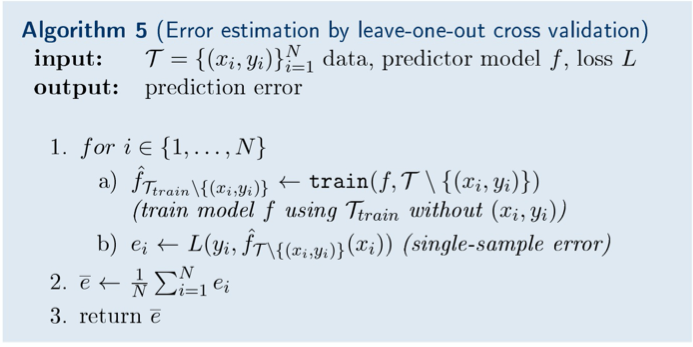 Algorithm 5 (Error estimation by leave-one-out cross validation)
input: $\mathcal{T} = \{(x_i, y_i)\}_{i=1}^{N}$ data, predictor model $f$, loss $L$
output: prediction error
1. for $i \in \{1, \ldots, N\}$
a) $\hat{f}_{\mathcal{T}_{train} \setminus \{(x_i, y_i)\}} \leftarrow \texttt{train}(f, \mathcal{T} \setminus \{(x_i, y_i)\})$
(train model $f$ using $\mathcal{T}_{train}$ without $(x_i, y_i)$)
b) $e_i \leftarrow L(y_i, \hat{f}_{\mathcal{T} \setminus \{(x_i, y_i)\}}(x_i))$ (single-sample error)
2. $\overline{e} \leftarrow \frac{1}{N} \sum_{i=1}^{N} e_i$
3. return $\overline{e}$